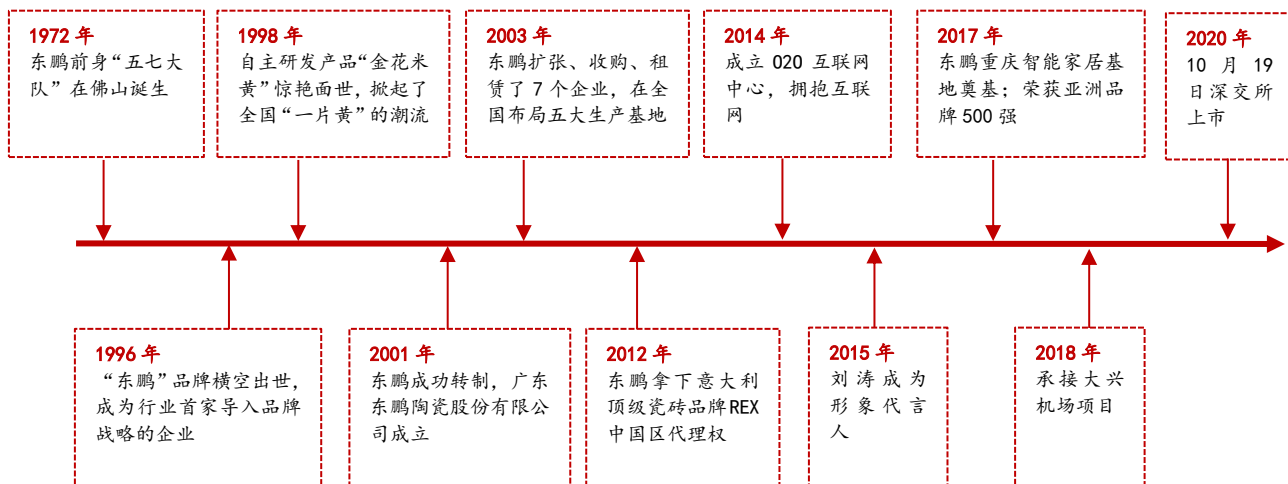 1972 年
东鹏前身“五七大
队”在佛山诞生
1998 年
自主研发产品“金花米
黄”惊艳面世，掀起了
全国“一片黄”的潮流
2003 年
东鹏扩张、收购、租
赁了 7 个企业，在全
国布局五大生产基地
2014 年
成立 020 互联网
中心，拥抱互联
网
2017 年
东鹏重庆智能家居基
地奠基；荣获亚洲品
牌 500 强
2020 年
10 月 19
日深交所
上市
1996 年
“东鹏”品牌横空出世，
成为行业首家导入品牌
战略的企业
2001 年
东鹏成功转制，广东
东鹏陶瓷股份有限公
司成立
2012 年
东鹏拿下意大利
顶级瓷砖品牌 REX
中国区代理权
2015 年
刘涛成为
形象代言
人
2018 年
承接大兴
机场项目